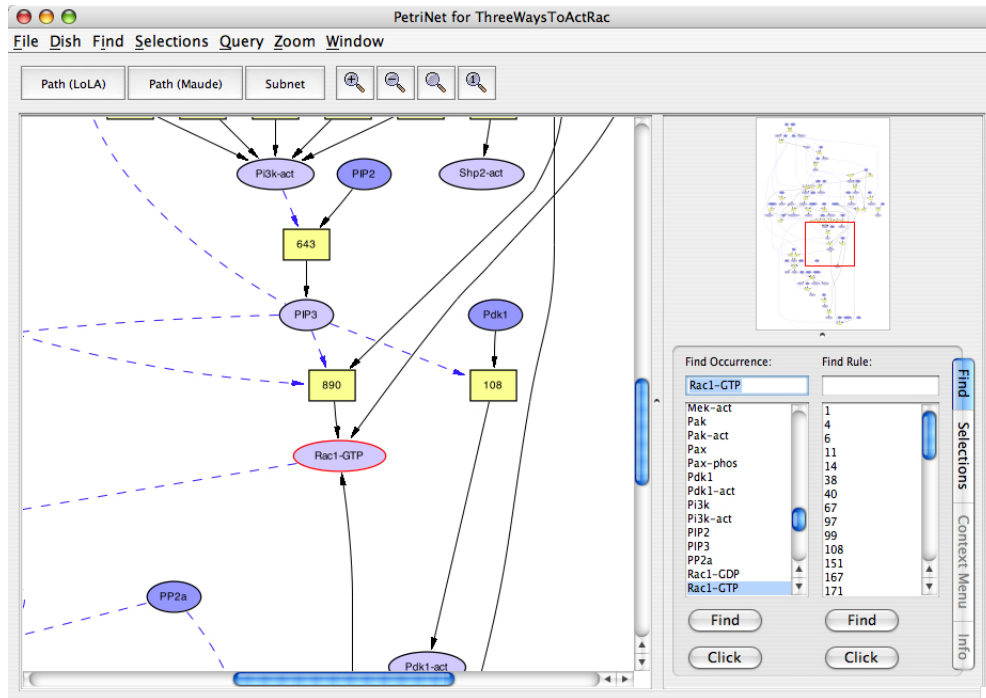 PetriNet for ThreeWaysToActRac
File Dish Find Selections Query Zoom Window
Path (LoLA) Path (Maude) Subnet 1
Pi3k-act PIP2 Shp2-act
643
PIP3 Pdk1
890 108
Rac1-GTP
PP2a
Pdk1-act
Find Occurrence: Find Rule:
Rac1-GTP
Mek-act 1
Pak 4
Pak-act 6
Pax 11
Pax-phos 14
Pdk1 38
Pdk1-act 40
Pi3k 67
Pi3k-act 97
PIP2 99
PIP3 108
PP2a 151
Rac1-GDP 167
Rac1-GTP 171
Find Find
Click Click
Find
Selections
Context Menu
Info